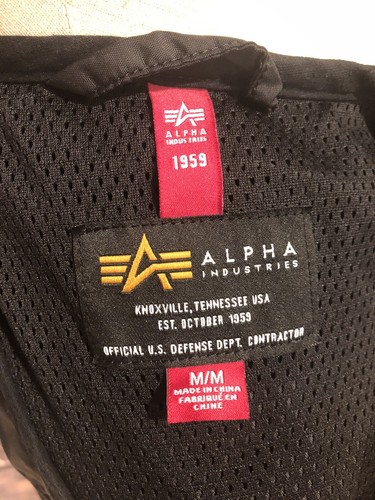 ALPHA
INDUSTRIES
1959
ALPHA
INDUSTRIES
KNOXVILLE, TENNESSEE USA
EST. OCTOBER 1959
OFFICIAL U.S. DEFENSE DEPT. CONTRACTOR
M/M
MADE IN CHINA
FABRIQUÉ EN
CHINE